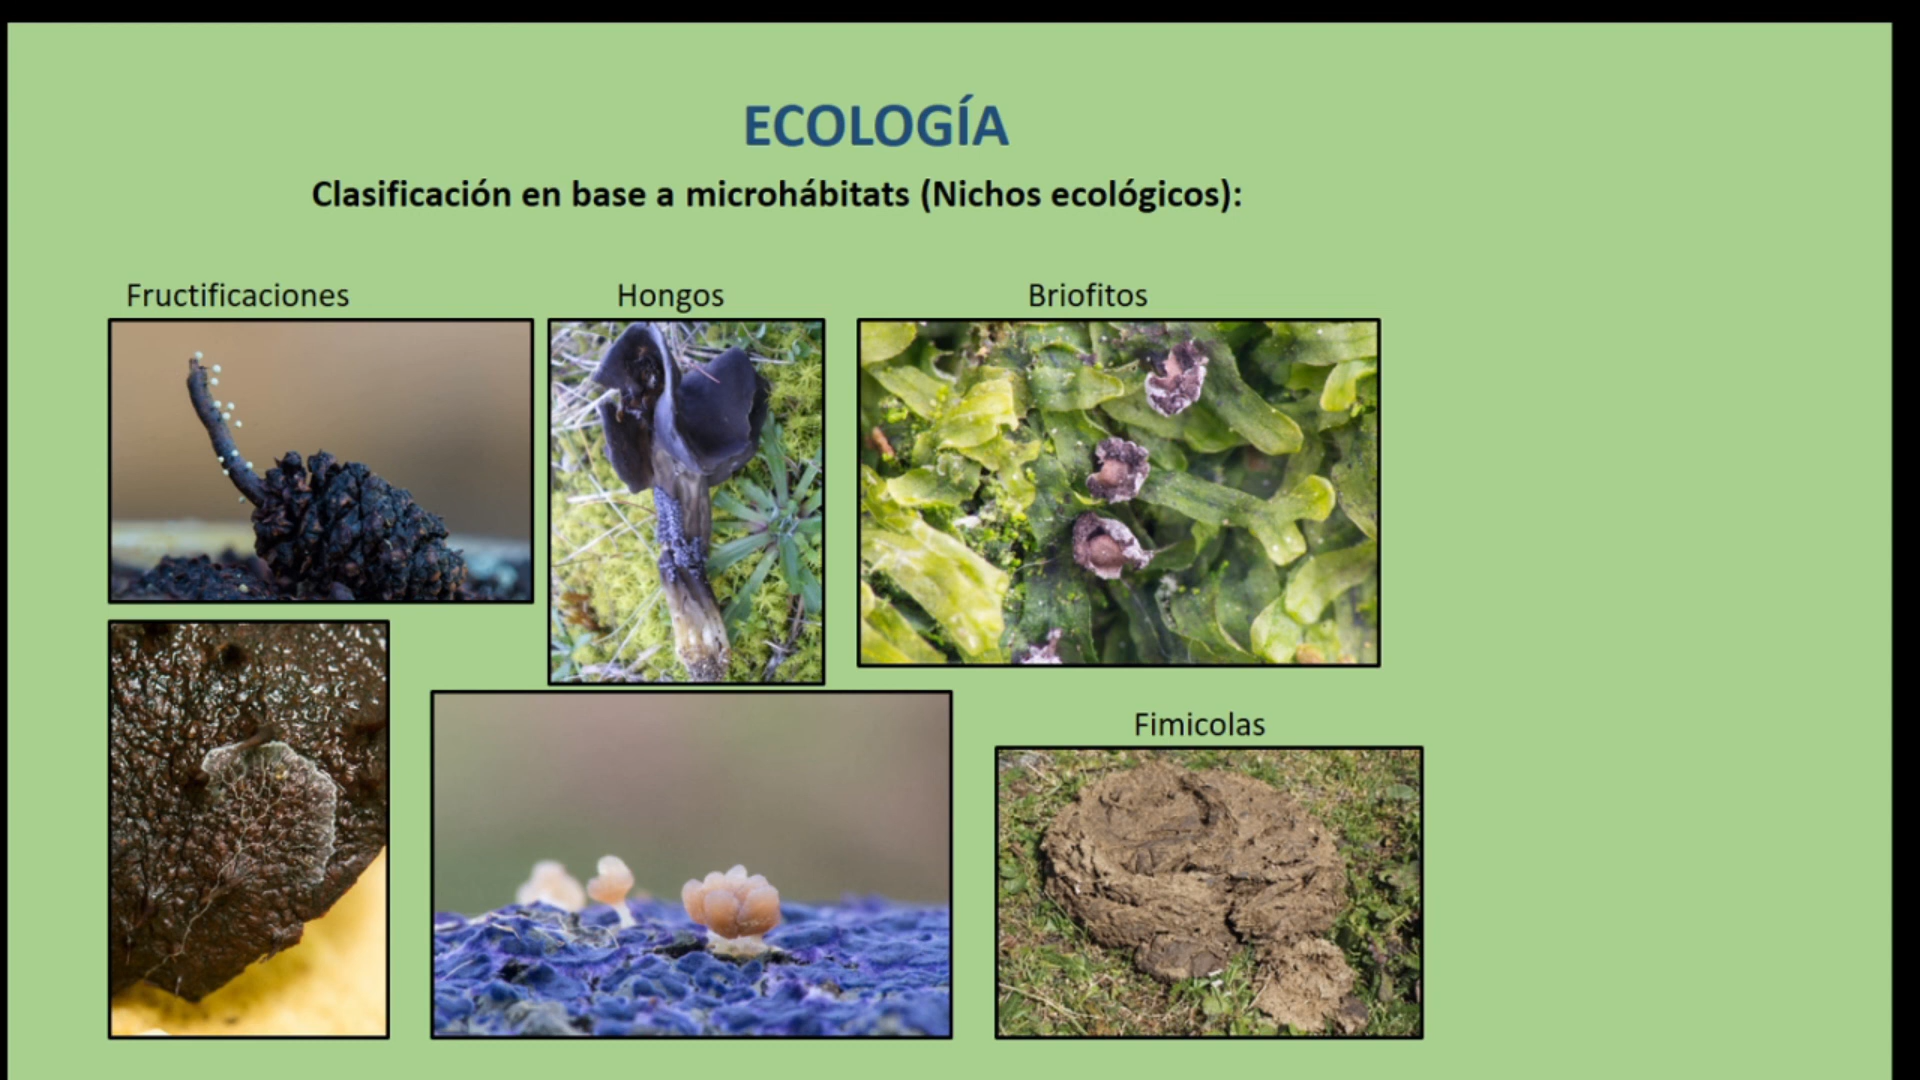 ECOLOGÍA
Clasificación en base a microhábitats (Nichos ecológicos):
Fructificaciones
Hongos
Briofitos
Fimicolas